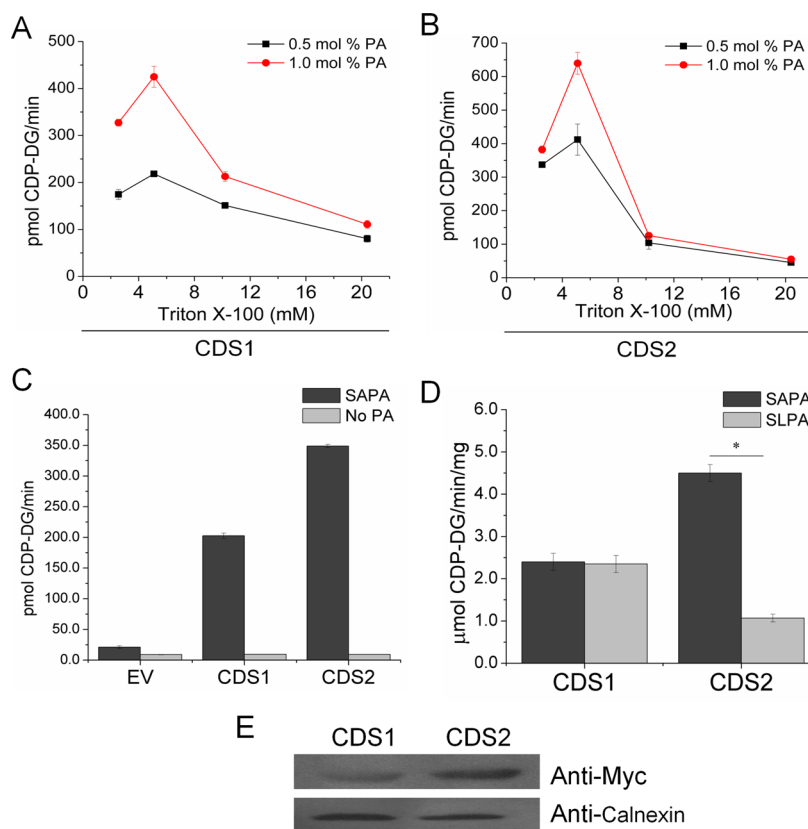 A
0.5 mol % PA
1.0 mol % PA
500
400
300
200
100
0
pmol CDP-DG/min
0 4 8 12 16 20
Triton X-100 (mM)
CDS1
B
0.5 mol % PA
1.0 mol % PA
700
600
500
400
300
200
100
0
pmol CDP-DG/min
0 4 8 12 16 20
Triton X-100 (mM)
CDS2
C
SAPA
No PA
400.0
350.0
300.0
250.0
200.0
150.0
100.0
50.0
0.0
pmol CDP-DG/min
EV CDS1 CDS2
D
SAPA
SLPA
*
6.0
5.0
4.0
3.0
2.0
1.0
0.0
µmol CDP-DG/min/mg
CDS1 CDS2
E
CDS1 CDS2
Anti-Myc
Anti-Calnexin